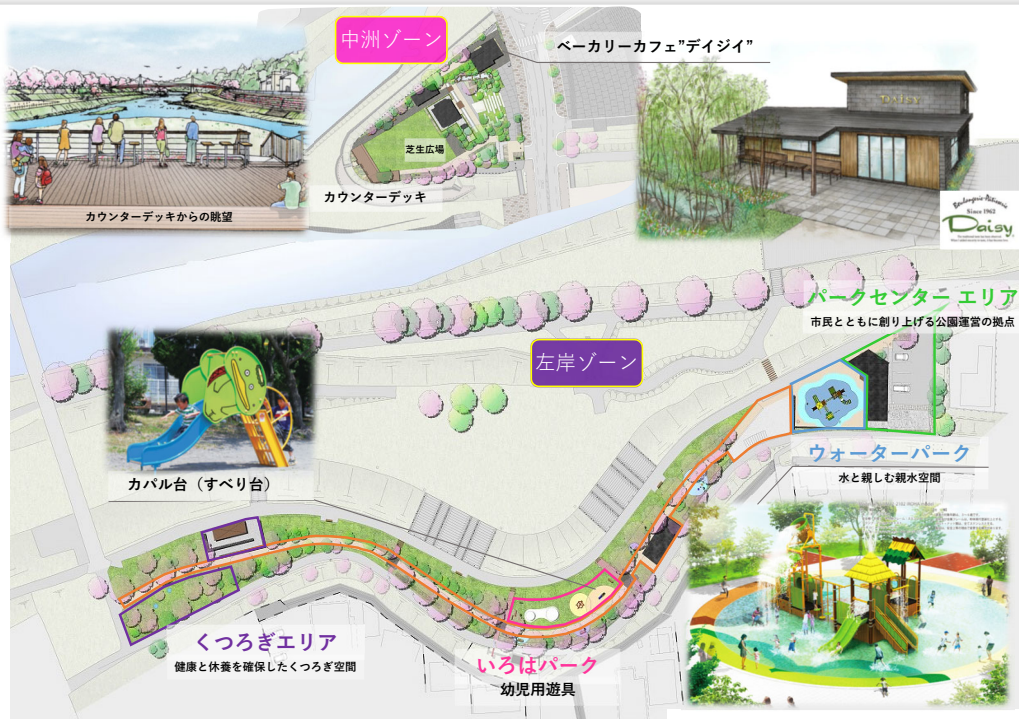 中洲ゾーン
ベーカリーカフェ”デイジイ”
DAISY
芝生広場
カウンターデッキ
カウンターデッキからの眺望
Boulangerie Pâtisserie
Since 1962
Daisy
パークセンター エリア
市民とともに創り上げる公園運営の拠点
左岸ゾーン
ウォーターパーク
水と親しむ親水空間
カパル台（すべり台）
くつろぎエリア
健康と休養を確保したくつろぎ空間
いろはパーク
幼児用遊具